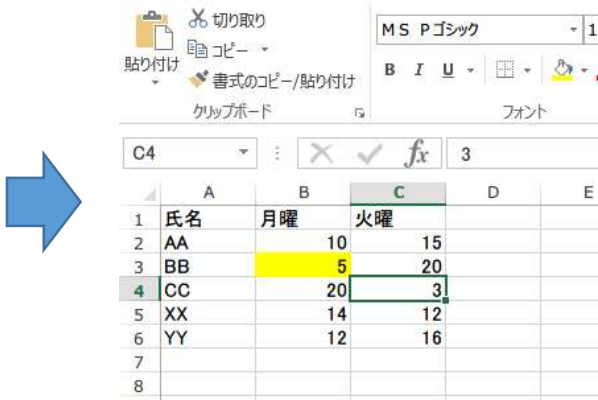 切り取り
コピー
貼り付け
書式のコピー/貼り付け
クリップボード
MS Pゴシック
1
B I U
フォント
C4 fx 3
A B C D E
1 氏名 月曜 火曜
2 AA 10 15
3 BB 5 20
4 CC 20 3
5 XX 14 12
6 YY 12 16
7
8